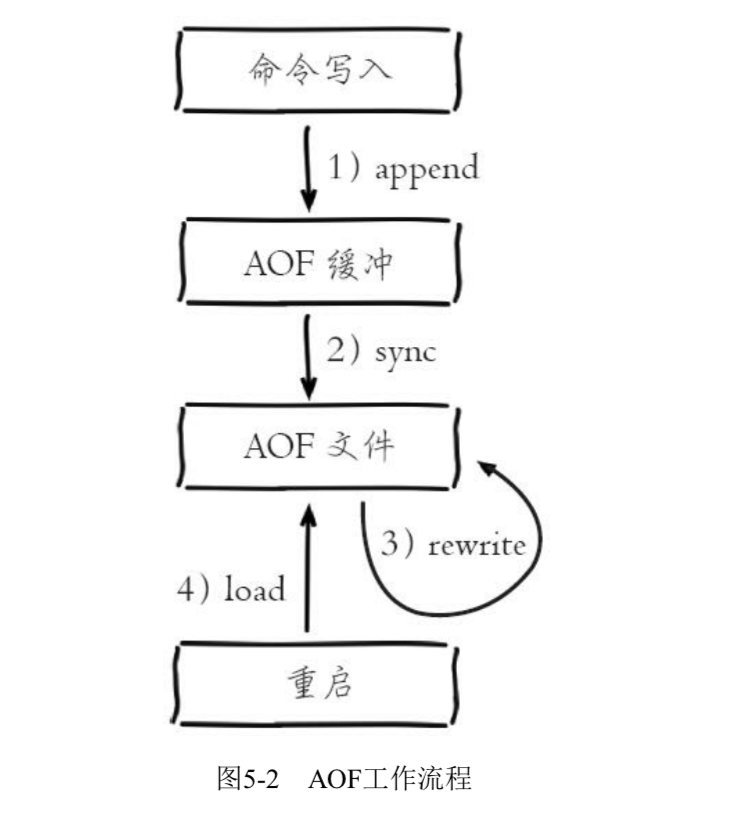 命令写入
1）append
AOF 缓冲
2）sync
AOF 文件
3）rewrite
4）load
重启
图5-2 AOF工作流程